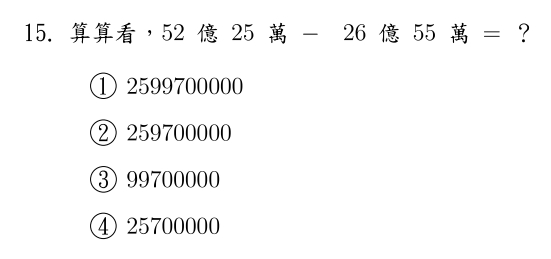 15. 算算看，52 億 25 萬 － 26 億 55 萬 = ？
① 2599700000
② 259700000
③ 99700000
④ 25700000